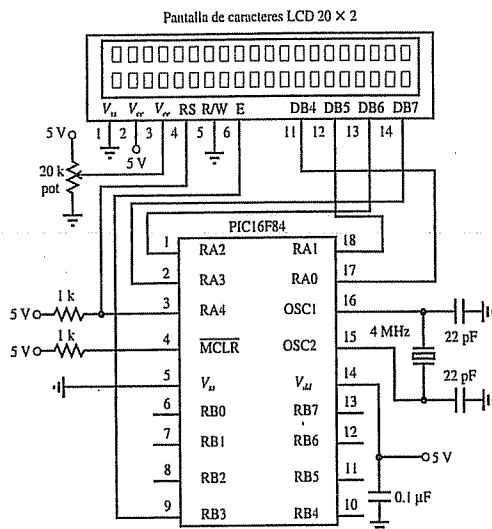 Pantalla de caracteres LCD 20 × 2
Vss Vcc Vee RS R/W E DB4 DB5 DB6 DB7
1 2 3 4 5 6 11 12 13 14
5 V
5 V
20 k
pot
PIC16F84
1 RA2 RA1 18
2 RA3 RA0 17
1 k
5 V 3 RA4 OSC1 16
1 k
5 V 4 MCLR OSC2 15
4 MHz
22 pF
22 pF
5 Vss Vdd 14
6 RB0 RB7 13
7 RB1 RB6 12
5 V
8 RB2 RB5 11
9 RB3 RB4 10
0.1 µF